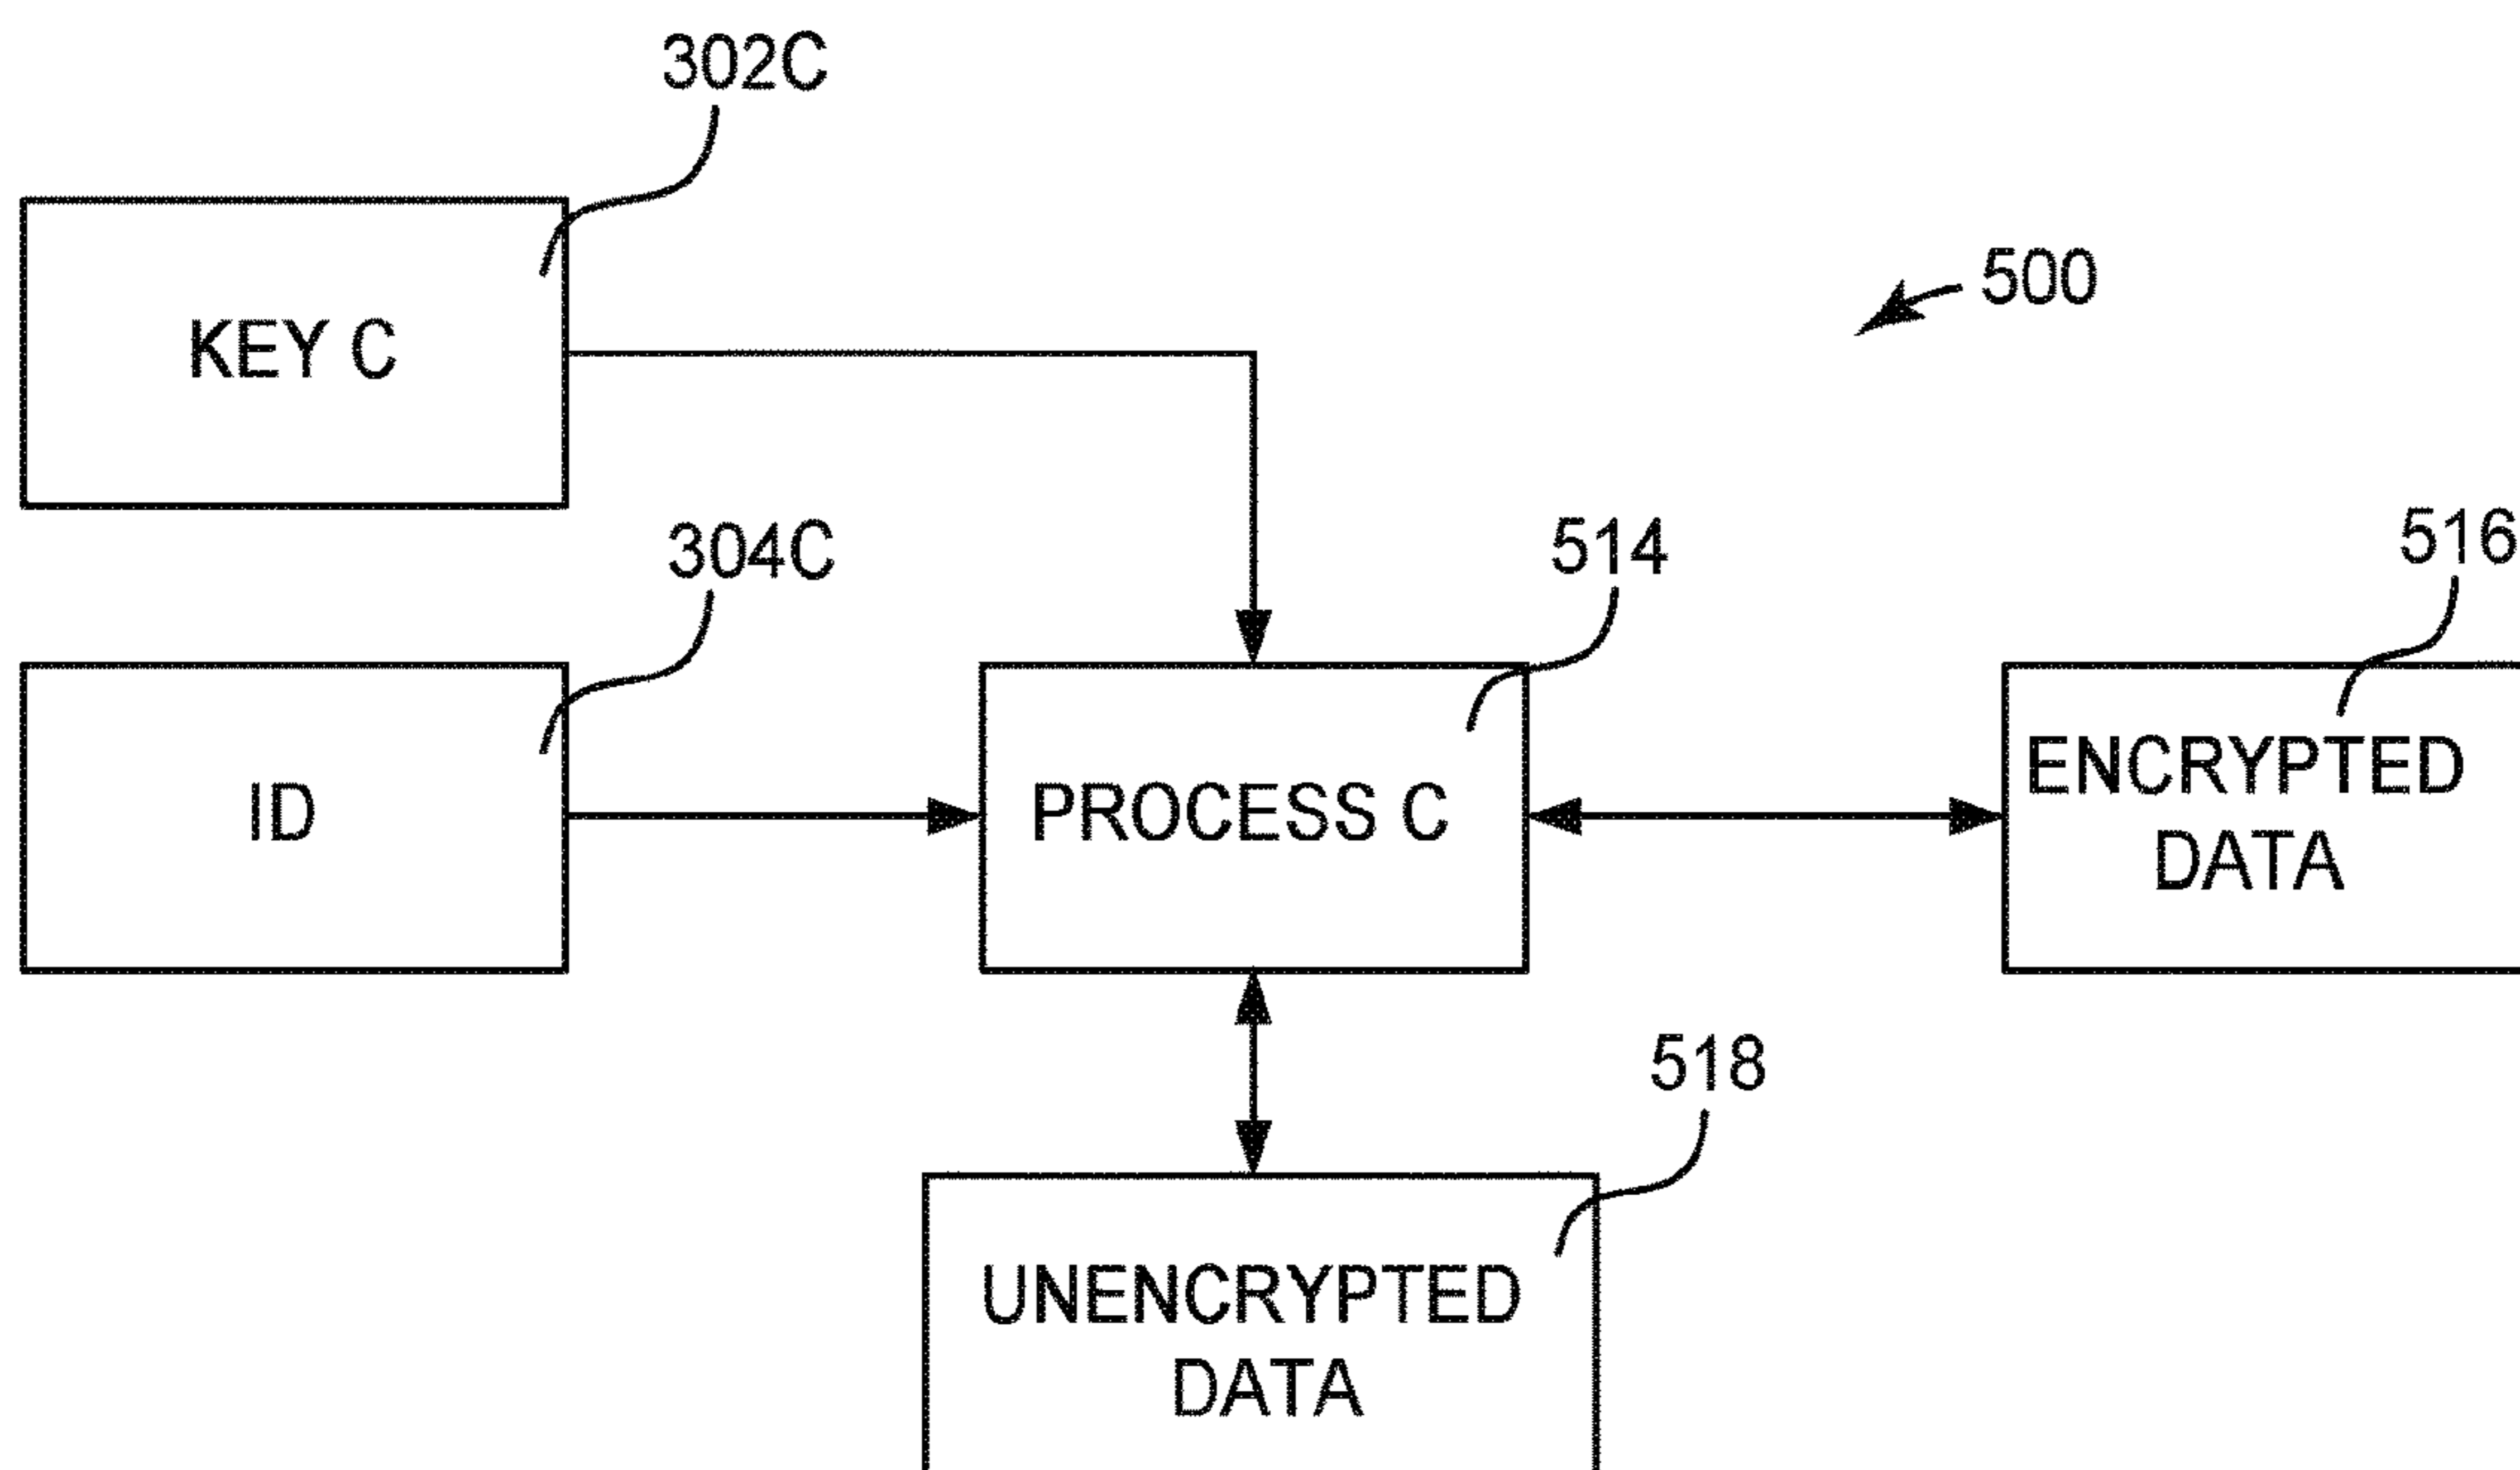 302C
500
KEY C
304C
514
516
ID
PROCESS C
ENCRYPTED
DATA
518
UNENCRYPTED
DATA